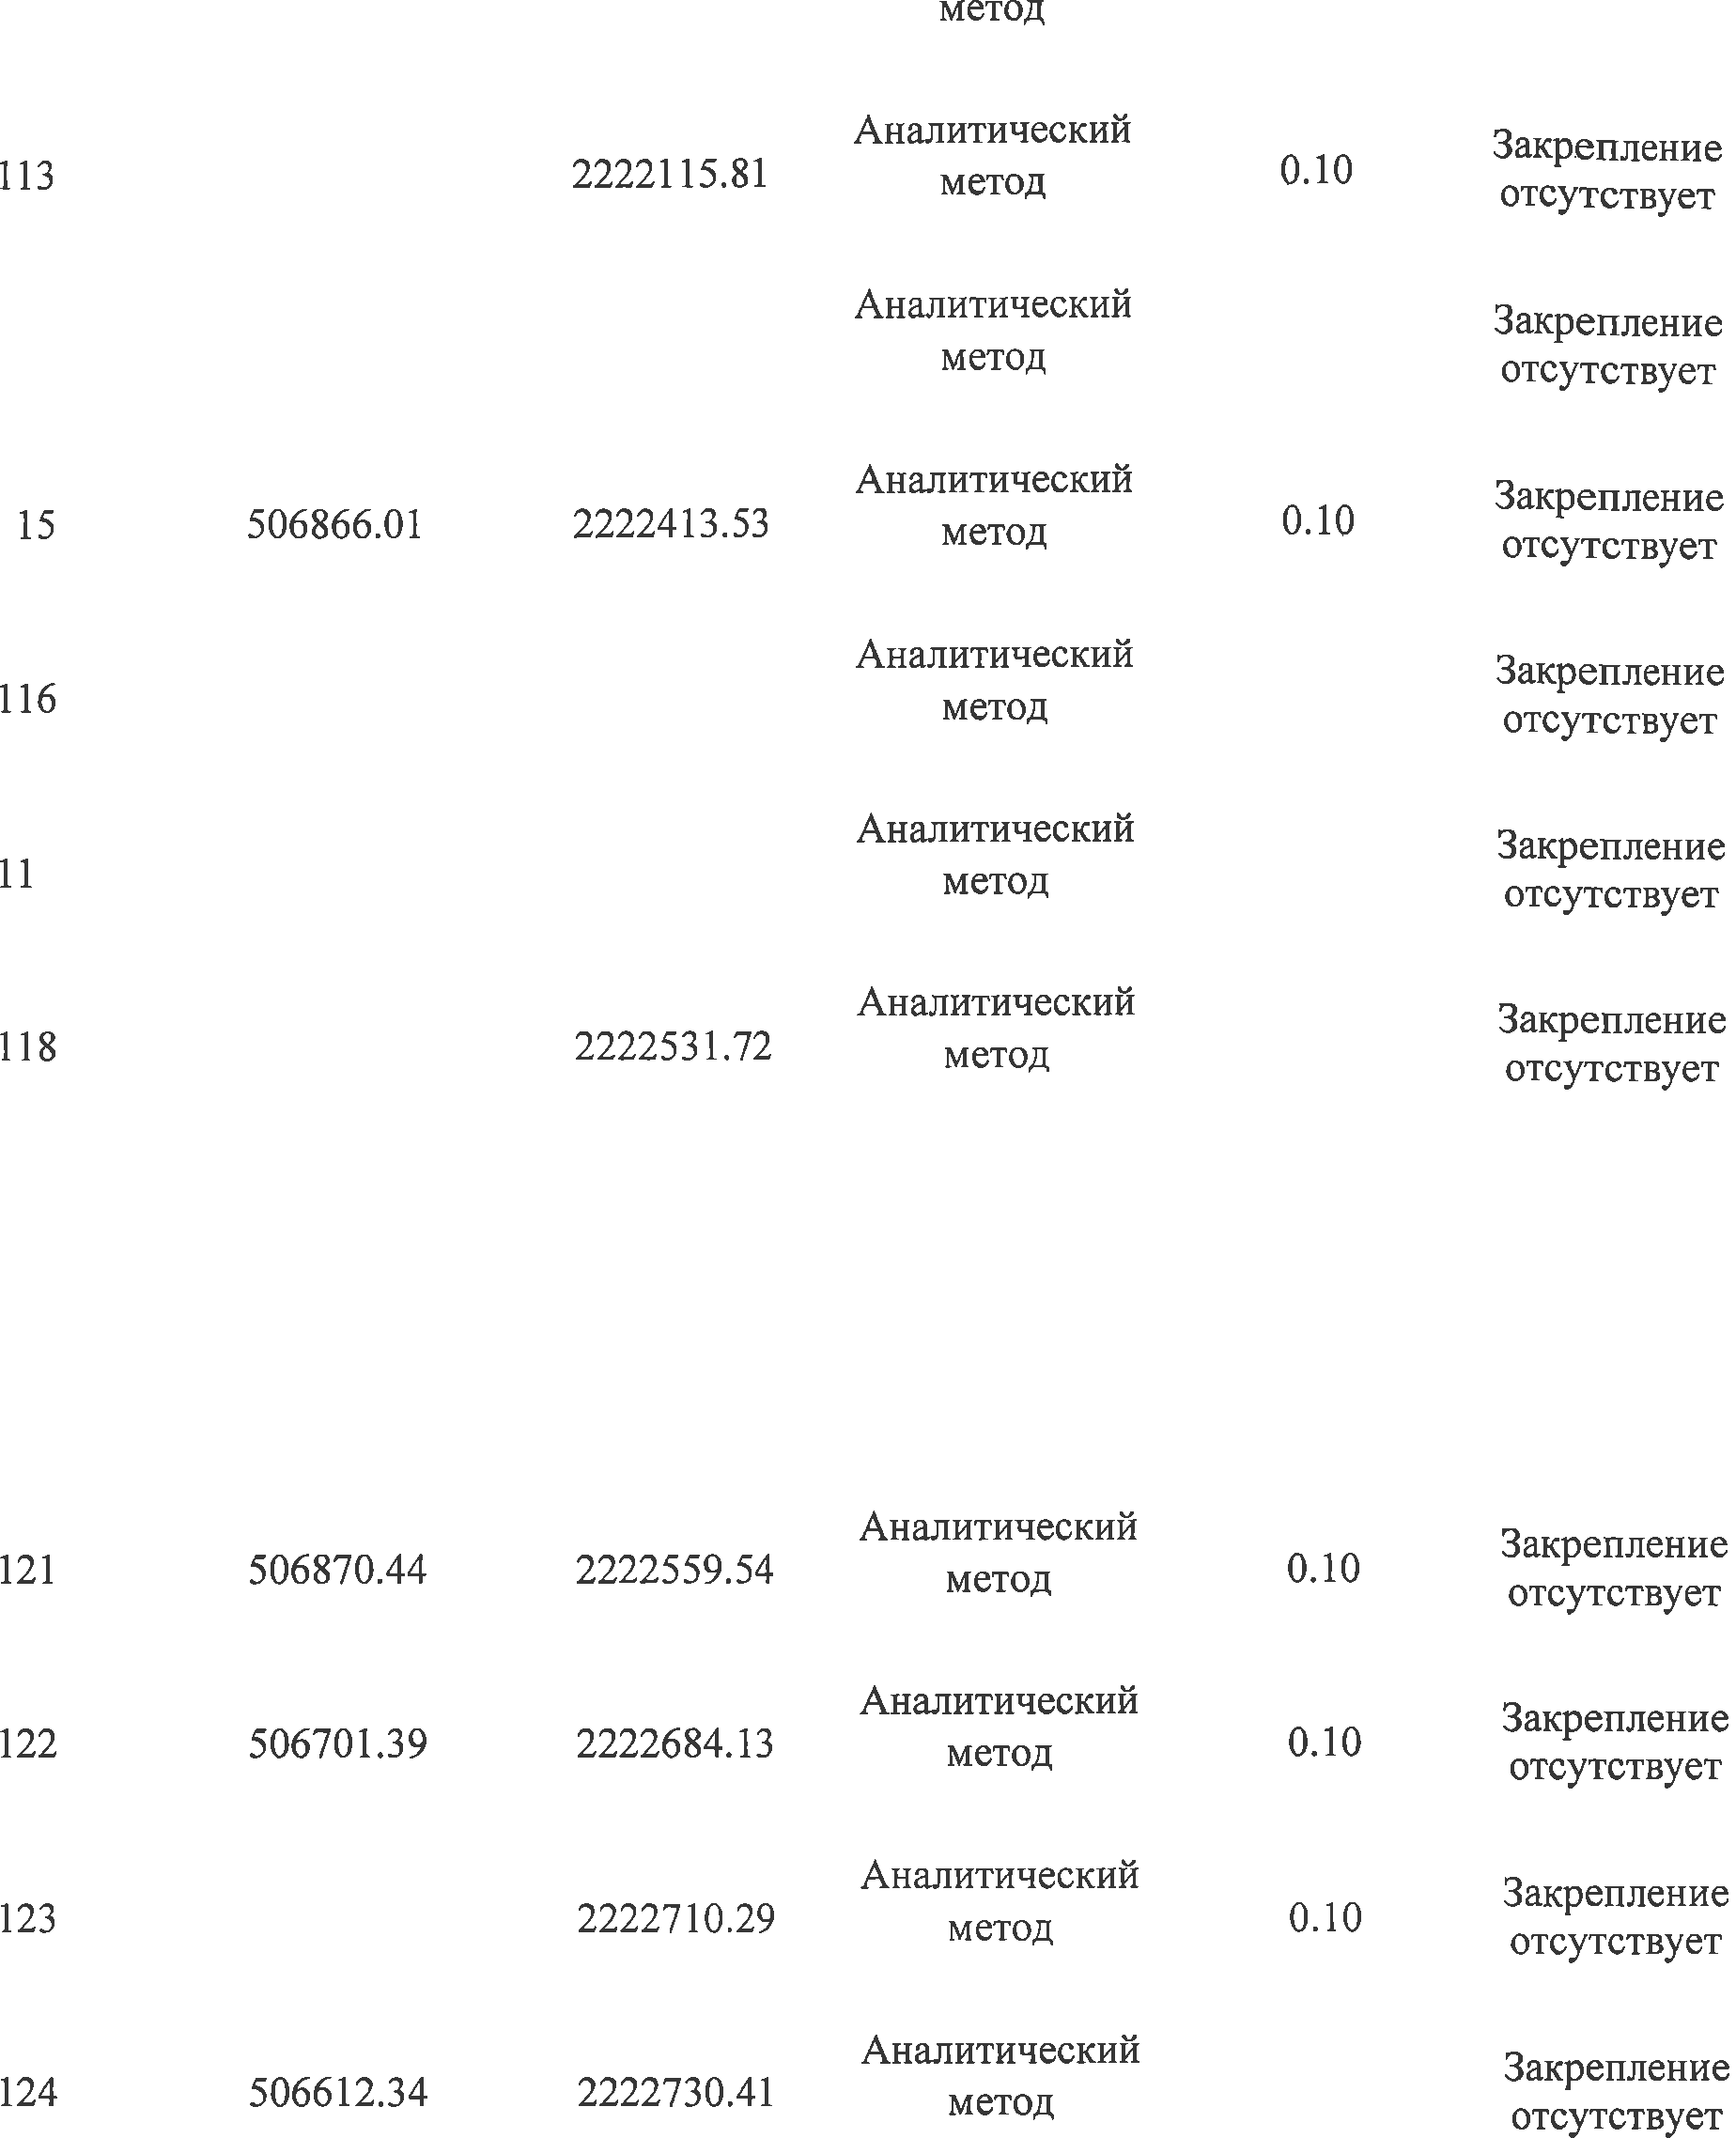 метод
113 2222115.81 Аналитический метод 0.10 Закрепление отсутствует
Аналитический метод Закрепление отсутствует
15 506866.01 2222413.53 Аналитический метод 0.10 Закрепление отсутствует
116 Аналитический метод Закрепление отсутствует
11 Аналитический метод Закрепление отсутствует
118 2222531.72 Аналитический метод Закрепление отсутствует
121 506870.44 2222559.54 Аналитический метод 0.10 Закрепление отсутствует
122 506701.39 2222684.13 Аналитический метод 0.10 Закрепление отсутствует
123 2222710.29 Аналитический метод 0.10 Закрепление отсутствует
124 506612.34 2222730.41 Аналитический метод Закрепление отсутствует